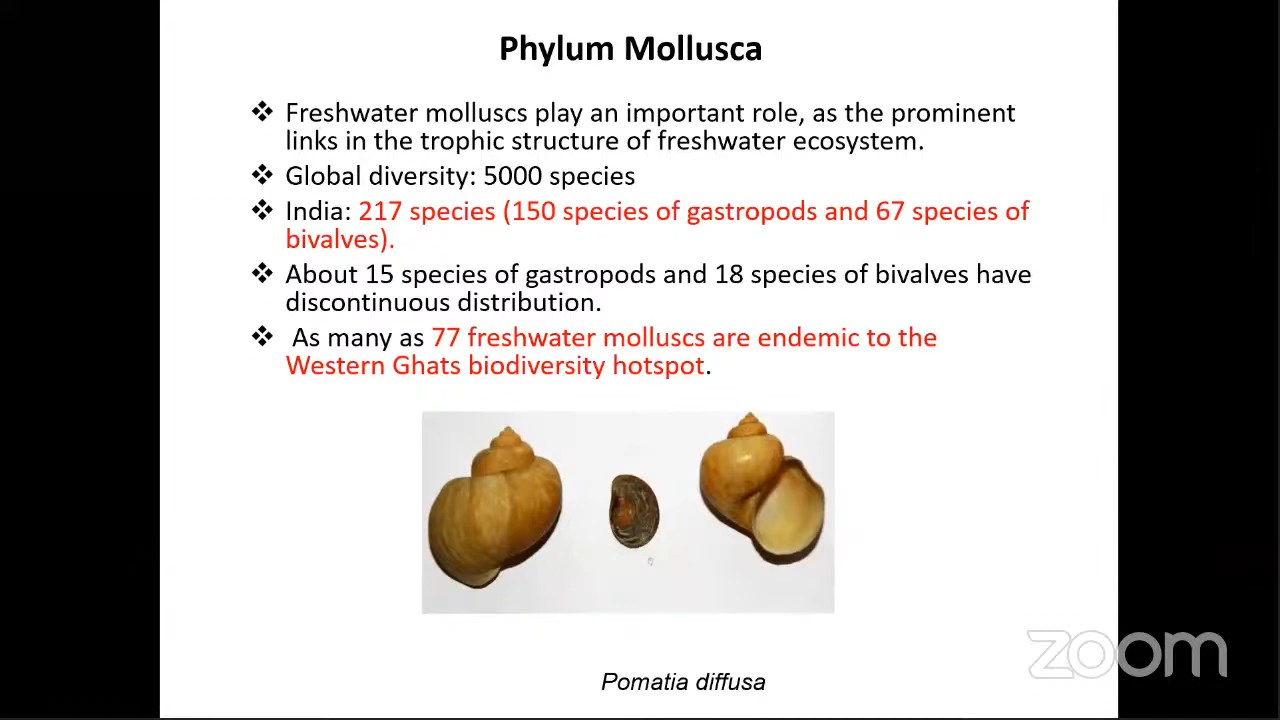 Phylum Mollusca
❖ Freshwater molluscs play an important role, as the prominent
links in the trophic structure of freshwater ecosystem.
❖ Global diversity: 5000 species
❖ India: 217 species (150 species of gastropods and 67 species of
bivalves).
❖ About 15 species of gastropods and 18 species of bivalves have
discontinuous distribution.
❖ As many as 77 freshwater molluscs are endemic to the
Western Ghats biodiversity hotspot.
zoom
Pomatia diffusa